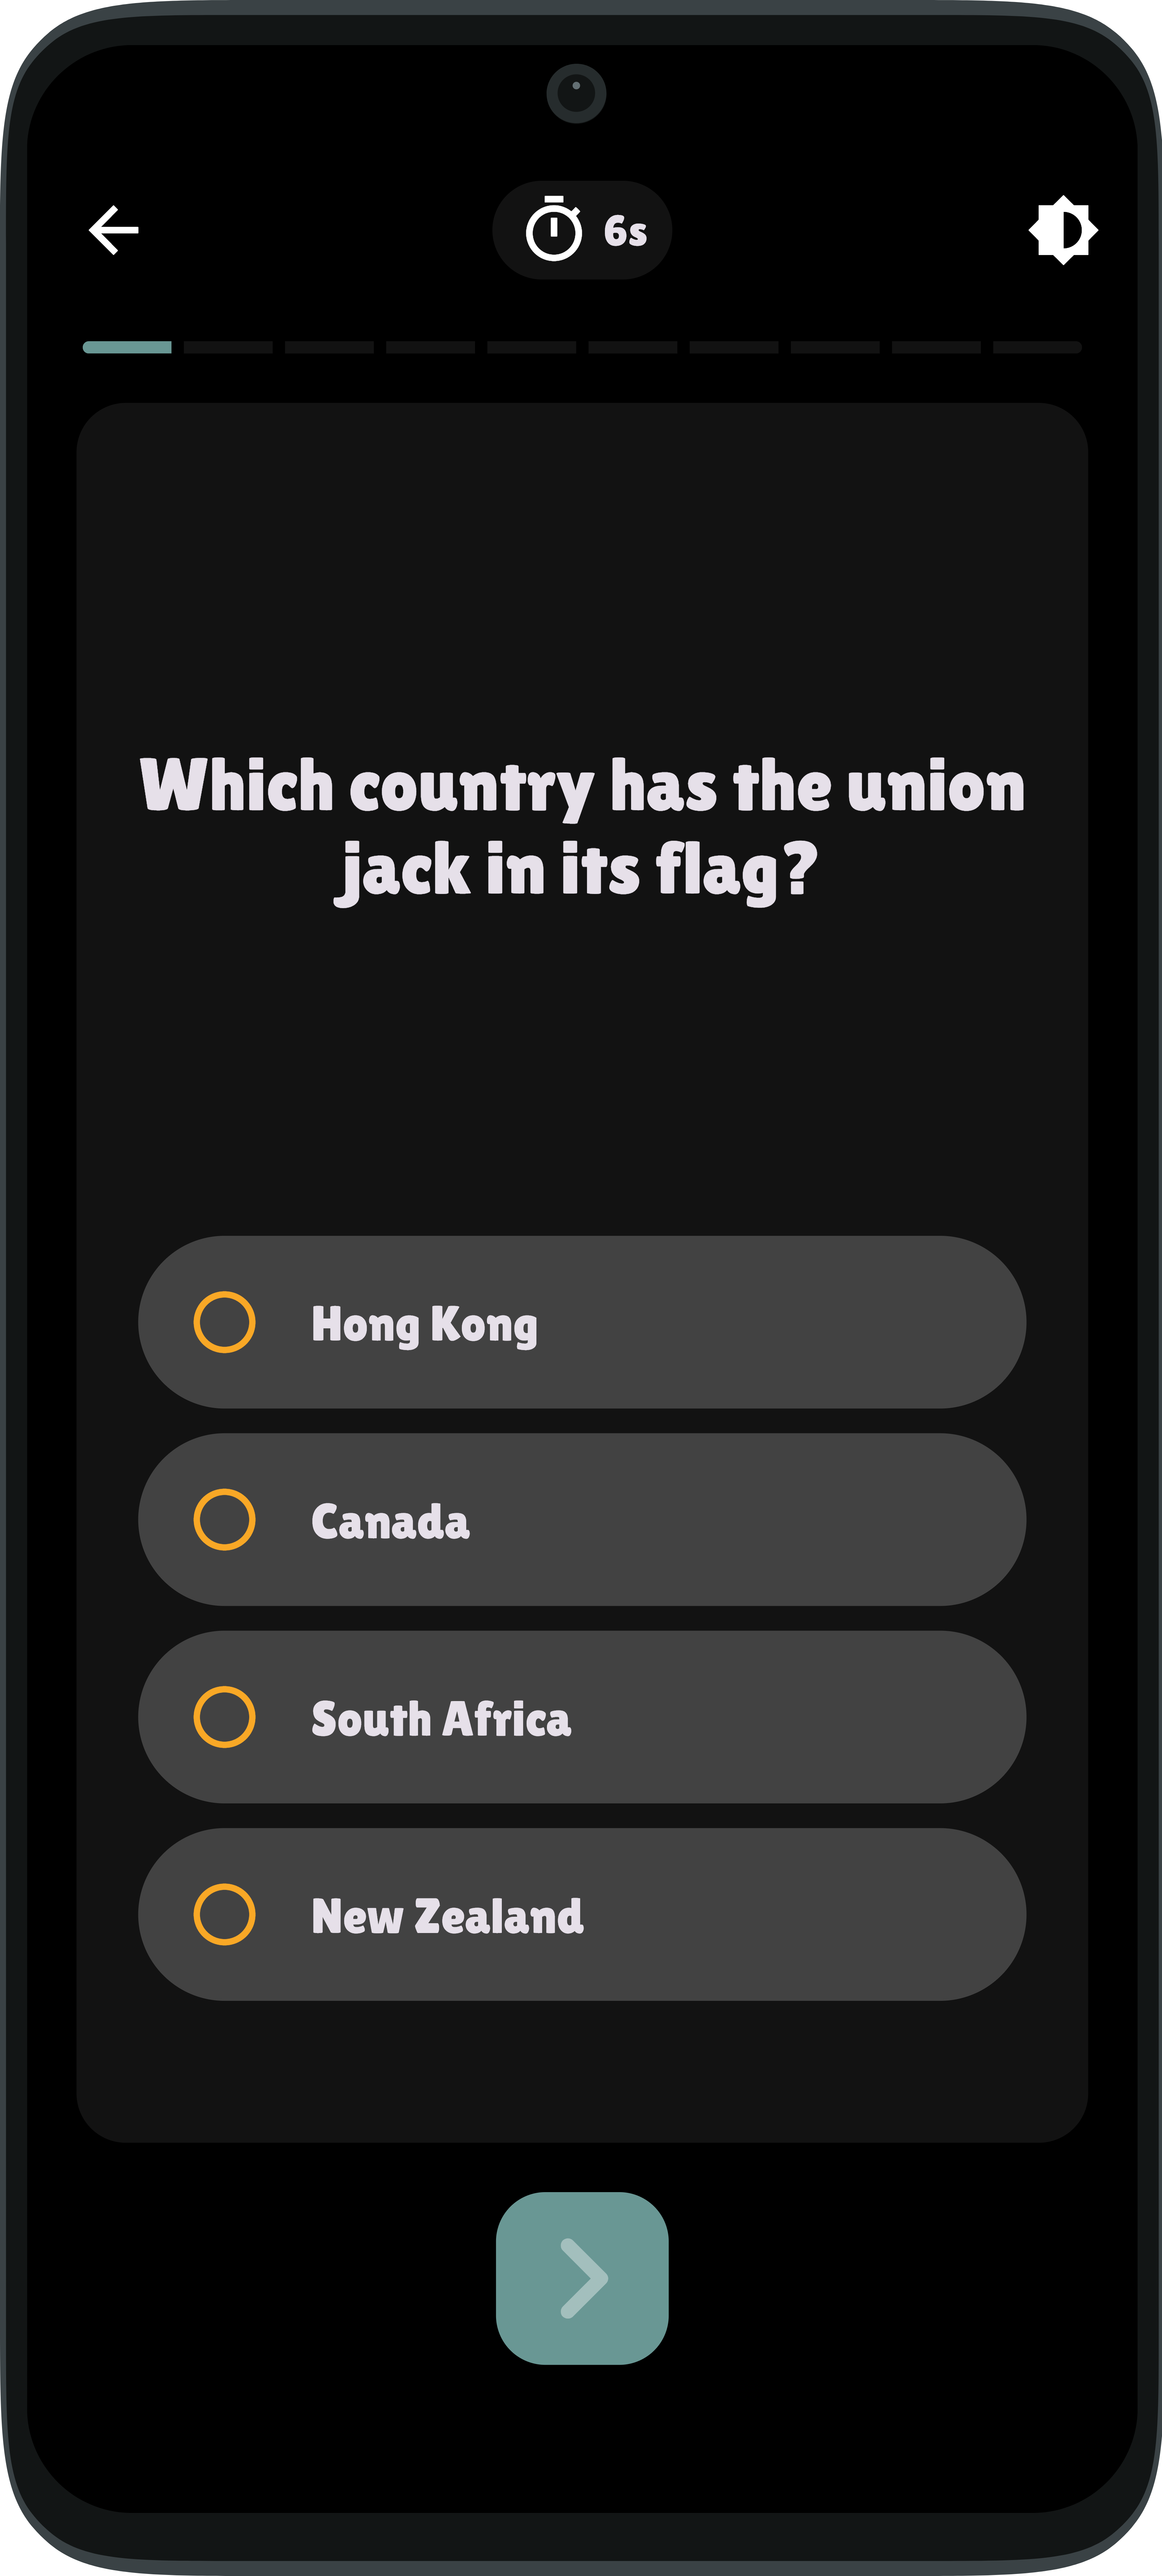 6s
Which country has the union
jack in its flag?
Hong Kong
Canada
South Africa
New Zealand